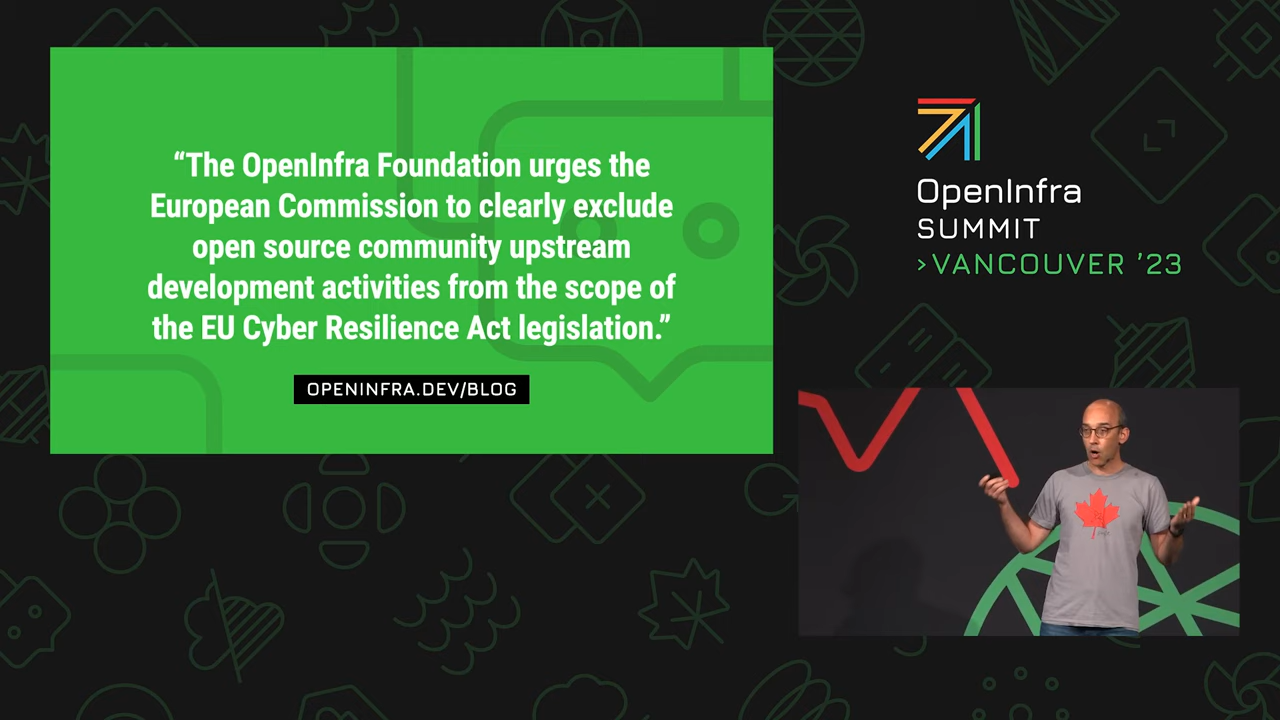 “The OpenInfra Foundation urges the
European Commission to clearly exclude
open source community upstream
development activities from the scope of
the EU Cyber Resilience Act legislation.”
OPENINFRA.DEV/BLOG
OpenInfra
SUMMIT
>VANCOUVER ’23